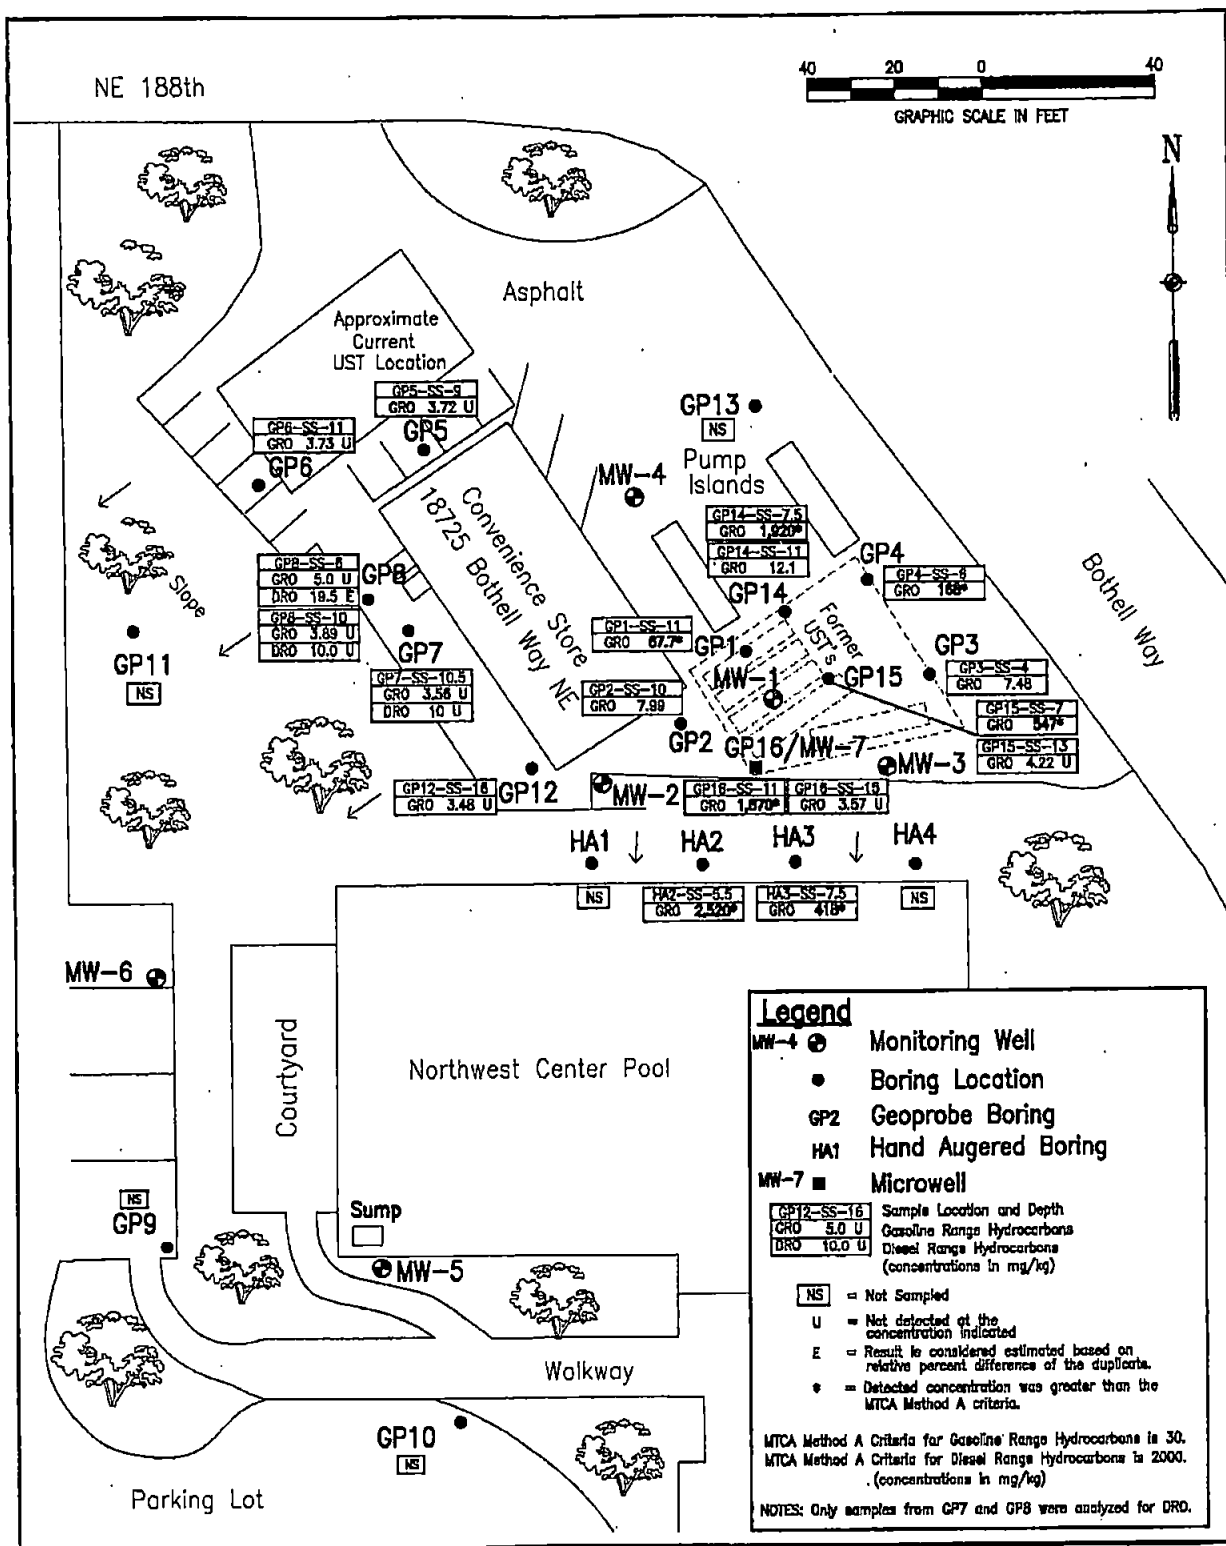 NE 188th
40 20 0 40
GRAPHIC SCALE IN FEET
N
Asphalt
Approximate
Current
UST Location
GP5-SS-9
GRO 3.72 U
GP5
GP6-SS-11
GRO 3.73 U
GP6
GP13
NS
Pump
Islands
MW-4
Convenience Store
18725 Bothell Way NE
GP14-SS-7.5
GRO 1,920*
GP14-SS-11
GRO 12.1
GP14
GP4
GP4-SS-8
GRO 168*
Bothell Way
Slope
GP8-SS-6
GRO 5.0 U
DRO 19.5 E
GP8-SS-10
GRO 3.89 U
DRO 10.0 U
GP8
GP11
NS
GP7
GP7-SS-10.5
GRO 3.56 U
DRO 10 U
GP1-SS-11
GRO 67.7*
GP1
Former
UST's
MW-1
GP15
GP3
GP3-SS-4
GRO 7.48
GP2-SS-10
GRO 7.99
GP2
GP15-SS-7
GRO 547*
GP15-SS-13
GRO 4.22 U
GP16/MW-7
MW-3
GP12-SS-16
GRO 3.48 U
GP12
MW-2
GP16-SS-11
GRO 1,670*
GP16-SS-15
GRO 3.57 U
HA1
HA2
HA3
HA4
NS
HA2-SS-5.5
GRO 2,520*
HA3-SS-7.5
GRO 418*
NS
MW-6
Courtyard
Northwest Center Pool
NS
GP9
Sump
MW-5
Walkway
GP10
NS
Parking Lot
Legend
MW-4 Monitoring Well
Boring Location
GP2 Geoprobe Boring
HA1 Hand Augered Boring
MW-7 Microwell
GP12-SS-16 Sample Location and Depth
GRO 5.0 U Gasoline Range Hydrocarbons
DRO 10.0 U Diesel Range Hydrocarbons
(concentrations in mg/kg)
NS = Not Sampled
U = Not detected at the
concentration indicated
E = Result is considered estimated based on
relative percent difference of the duplicate.
* = Detected concentration was greater than the
MTCA Method A criteria.
MTCA Method A Criteria for Gasoline Range Hydrocarbons is 30.
MTCA Method A Criteria for Diesel Range Hydrocarbons is 2000.
(concentrations in mg/kg)
NOTES: Only samples from GP7 and GP8 were analyzed for DRO.